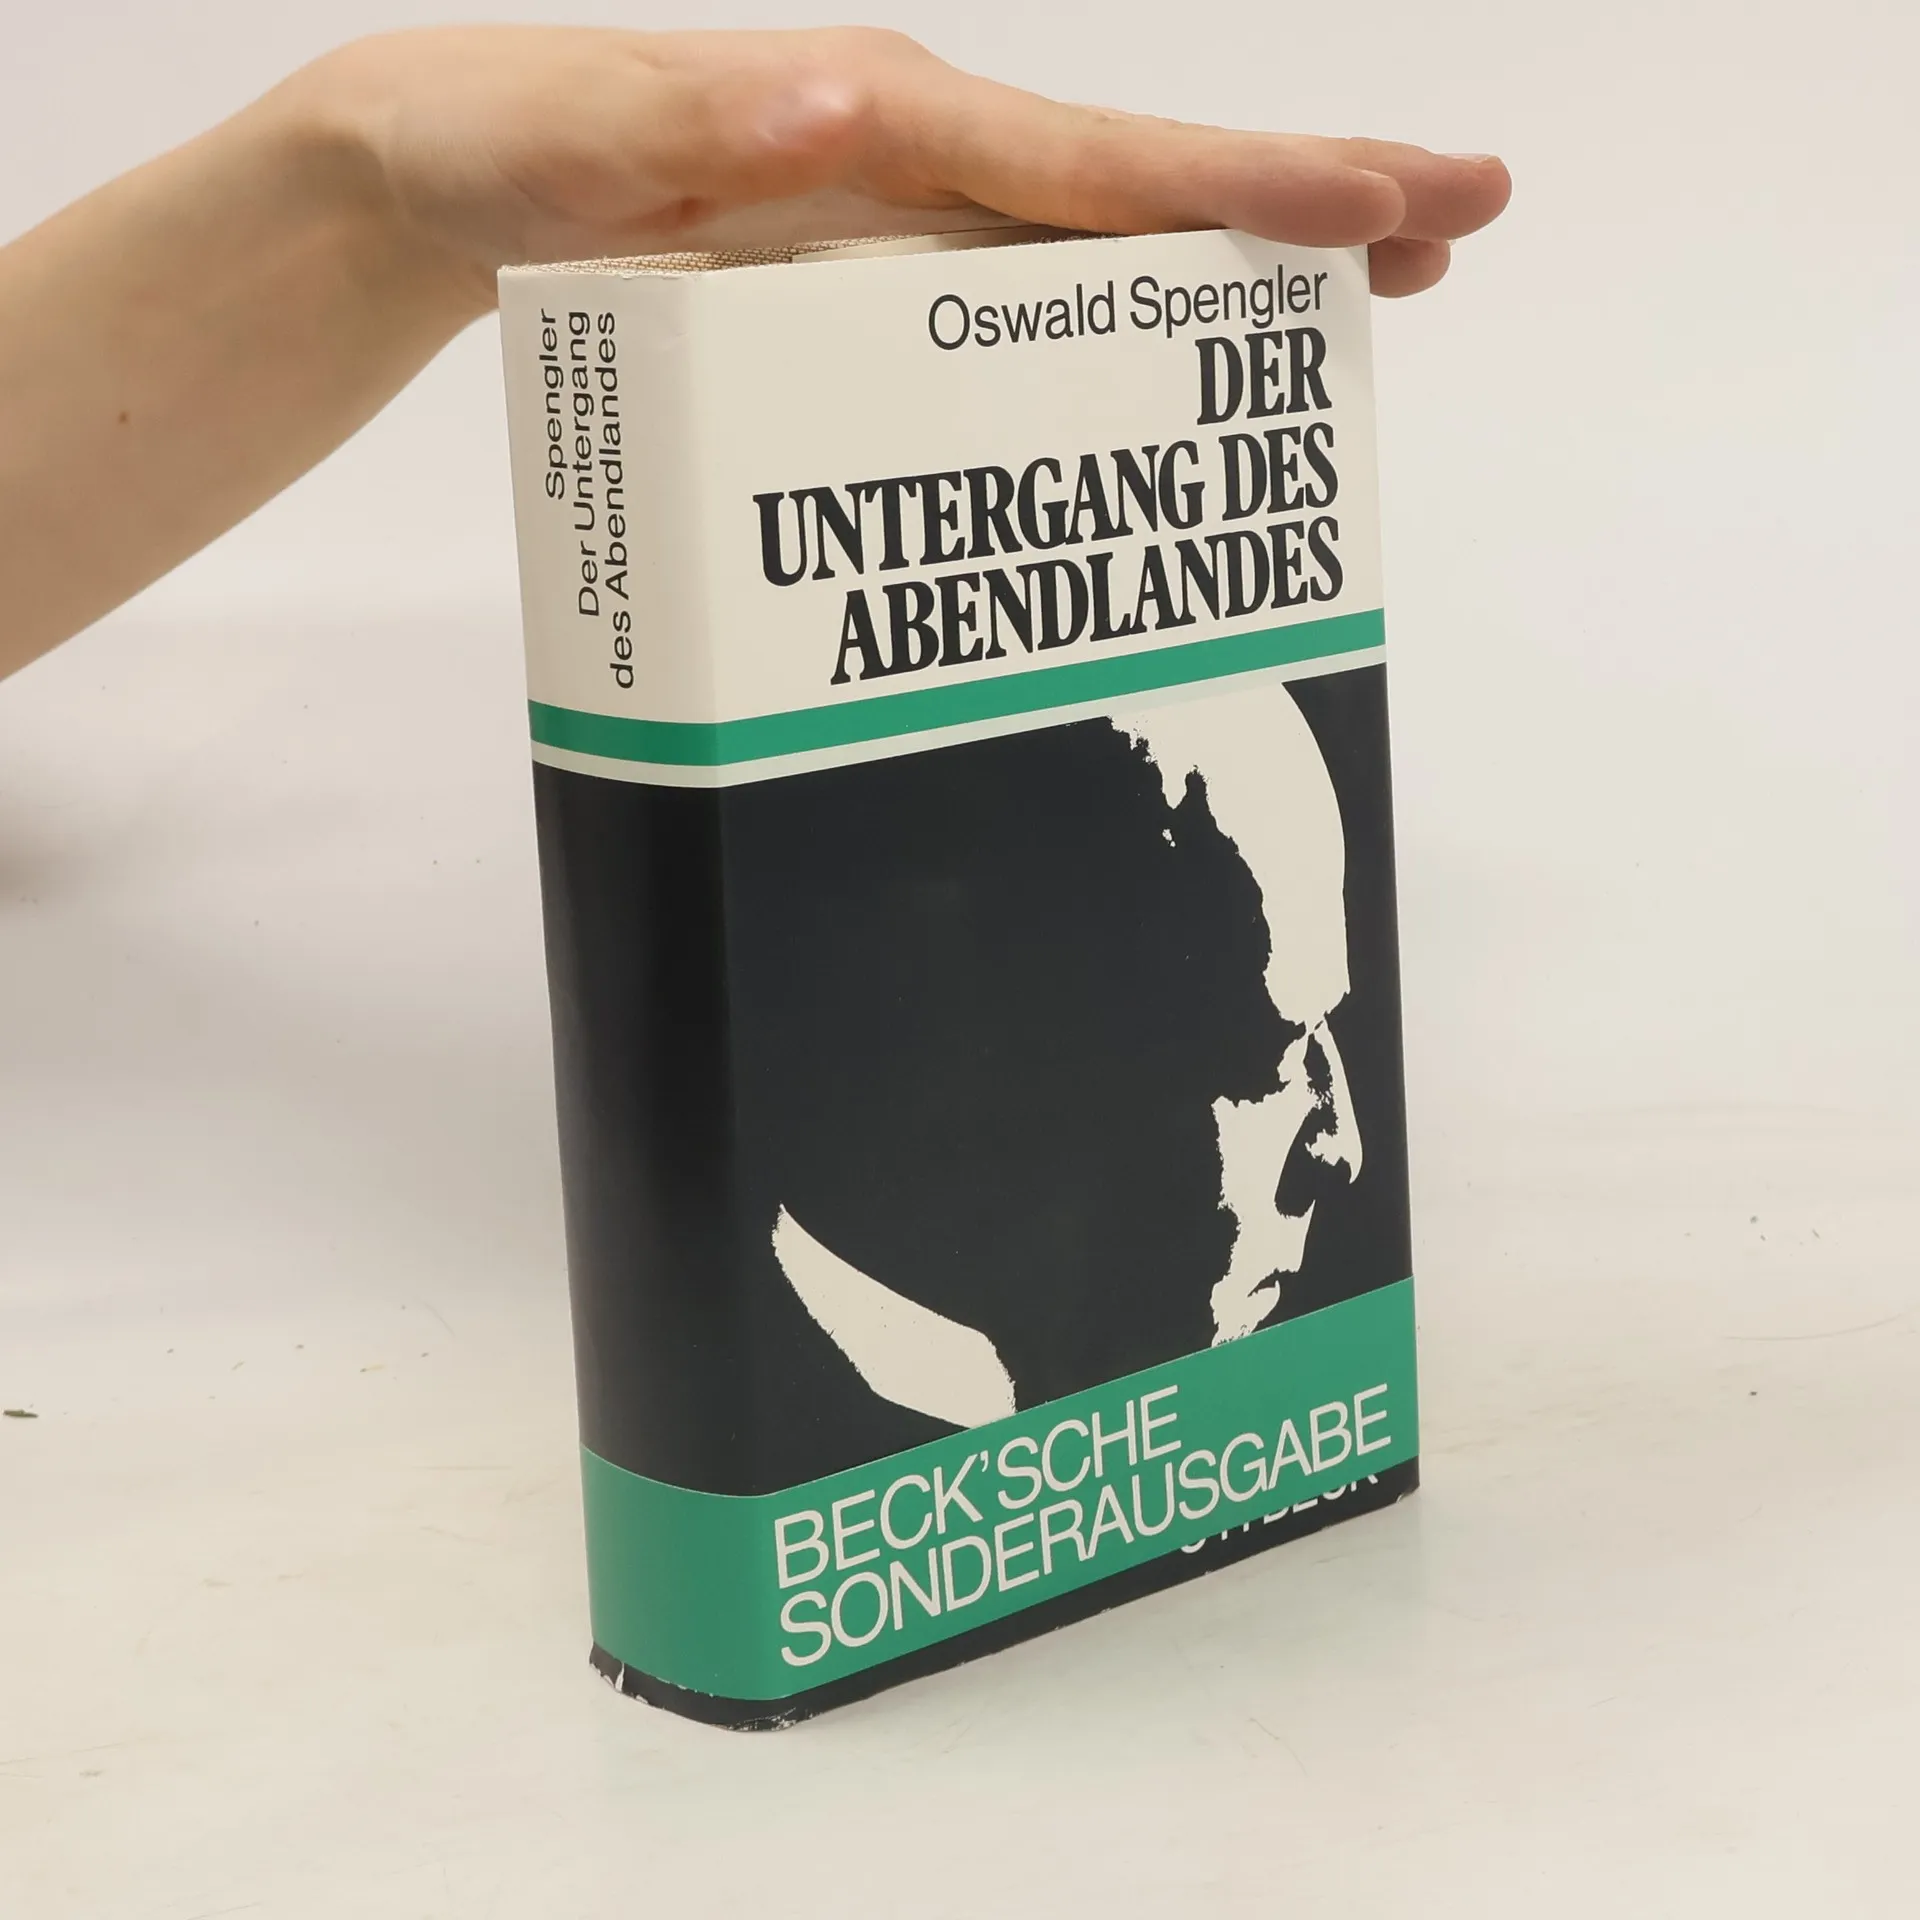 Spengler
Der Untergang
des Abendlandes
Oswald Spengler
DER
UNTERGANG DES
ABENDLANDES
BECK'SCHE
SONDERAUSGABE